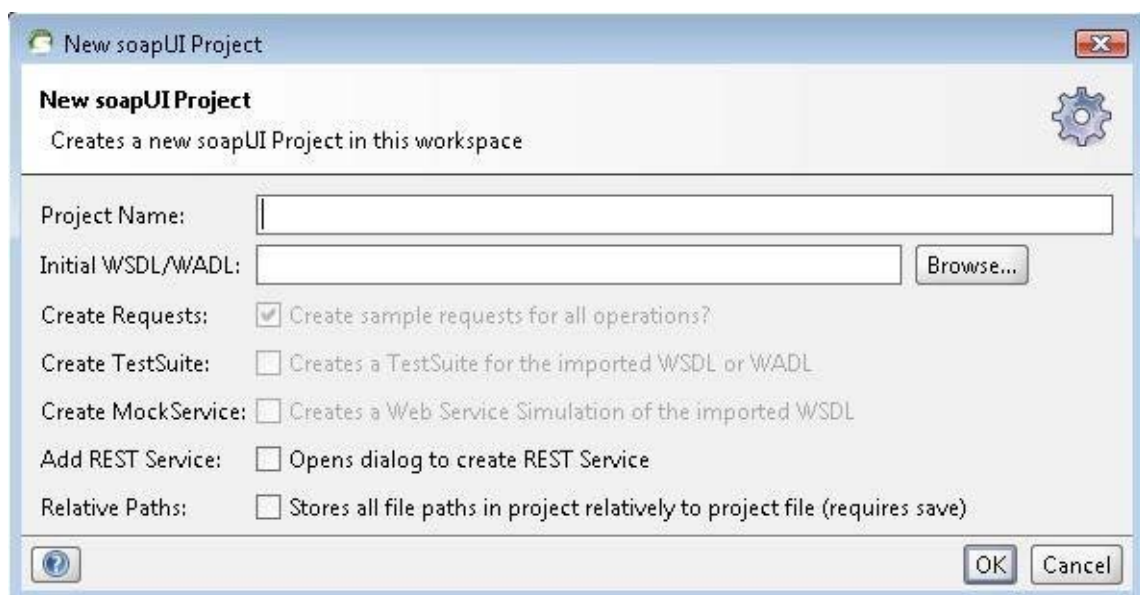 New soapUI Project
New soapUI Project
Creates a new soapUI Project in this workspace
Project Name:
Initial WSDL/WADL: Browse...
Create Requests: Create sample requests for all operations?
Create TestSuite: Creates a TestSuite for the imported WSDL or WADL
Create MockService: Creates a Web Service Simulation of the imported WSDL
Add REST Service: Opens dialog to create REST Service
Relative Paths: Stores all file paths in project relatively to project file (requires save)
? OK Cancel